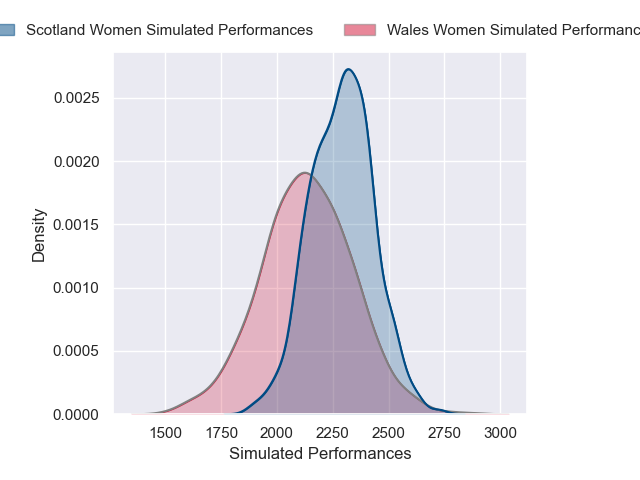 Scotland Women Simulated Performances
Wales Women Simulated Performanc
0.0025
0.0020
0.0015
0.0010
0.0005
0.0000
Density
1500 1750 2000 2250 2500 2750 3000
Simulated Performances